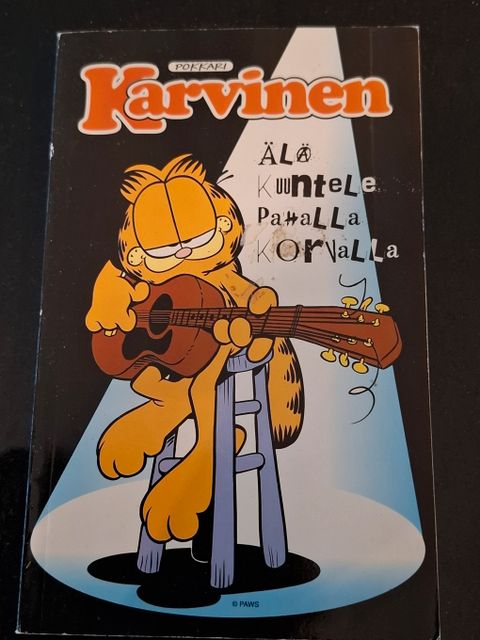 POKKARI
Karvinen
ÄLÄ
KUUNTELE
PAHALLA
KORVALLA
© PAWS